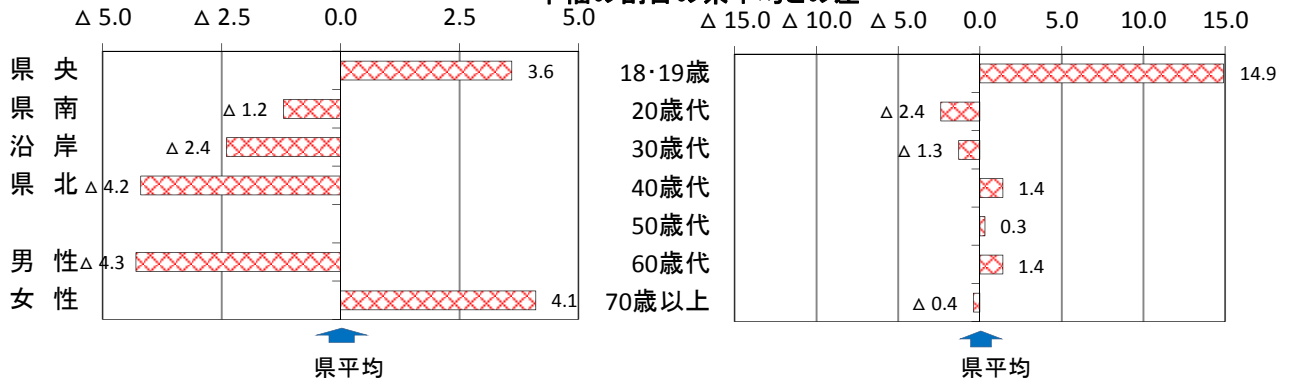 △ 5.0 △ 2.5 0.0 2.5 5.0
県 央 3.6
県 南 △ 1.2
沿 岸 △ 2.4
県 北 △ 4.2
男 性 △ 4.3
女 性 4.1
県平均
△ 15.0 △ 10.0 △ 5.0 0.0 5.0 10.0 15.0
18･19歳 14.9
20歳代 △ 2.4
30歳代 △ 1.3
40歳代 1.4
50歳代 0.3
60歳代 1.4
70歳以上 △ 0.4
県平均